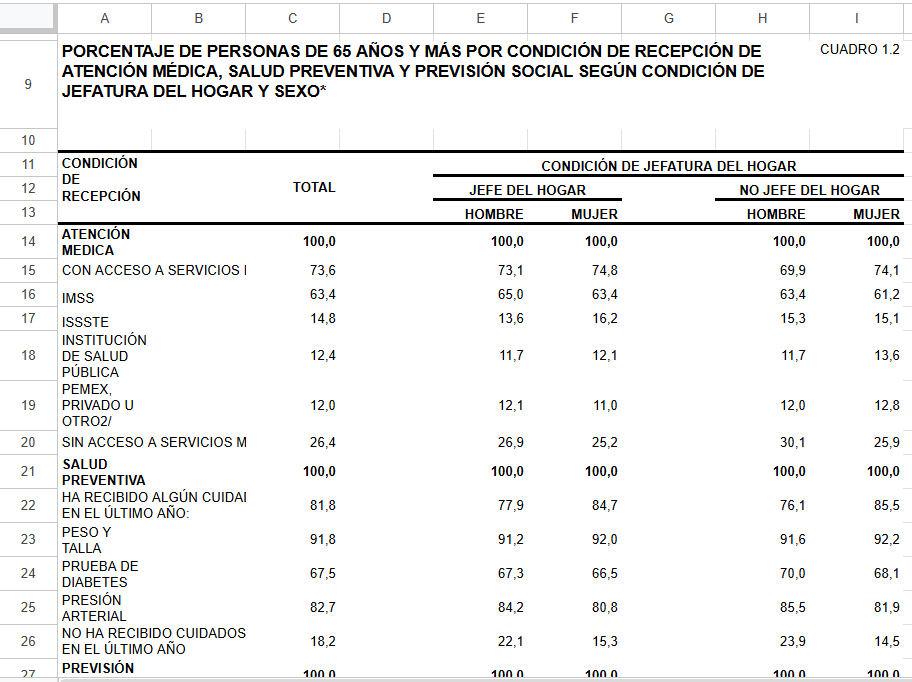 A B C D E F G H I
9 PORCENTAJE DE PERSONAS DE 65 AÑOS Y MÁS POR CONDICIÓN DE RECEPCIÓN DE CUADRO 1.2
ATENCIÓN MÉDICA, SALUD PREVENTIVA Y PREVISIÓN SOCIAL SEGÚN CONDICIÓN DE
JEFATURA DEL HOGAR Y SEXO*
10
11 CONDICIÓN CONDICIÓN DE JEFATURA DEL HOGAR
12 DE TOTAL JEFE DEL HOGAR NO JEFE DEL HOGAR
RECEPCIÓN
13 HOMBRE MUJER HOMBRE MUJER
14 ATENCIÓN
MEDICA 100,0 100,0 100,0 100,0 100,0
15 CON ACCESO A SERVICIOS 73,6 73,1 74,8 69,9 74,1
16 IMSS 63,4 65,0 63,4 63,4 61,2
17 ISSSTE 14,8 13,6 16,2 15,3 15,1
18 INSTITUCIÓN
DE SALUD 12,4 11,7 12,1 11,7 13,6
PÚBLICA
19 PEMEX,
PRIVADO U 12,0 12,1 11,0 12,0 12,8
OTRO2/
20 SIN ACCESO A SERVICIOS M 26,4 26,9 25,2 30,1 25,9
21 SALUD
PREVENTIVA 100,0 100,0 100,0 100,0 100,0
22 HA RECIBIDO ALGÚN CUIDA
EN EL ÚLTIMO AÑO: 81,8 77,9 84,7 76,1 85,5
23 PESO Y
TALLA 91,8 91,2 92,0 91,6 92,2
24 PRUEBA DE
DIABETES 67,5 67,3 66,5 70,0 68,1
25 PRESIÓN
ARTERIAL 82,7 84,2 80,8 85,5 81,9
26 NO HA RECIBIDO CUIDADOS
EN EL ÚLTIMO AÑO 18,2 22,1 15,3 23,9 14,5
27 PREVISIÓN 100,0 100,0 100,0 100,0 100,0